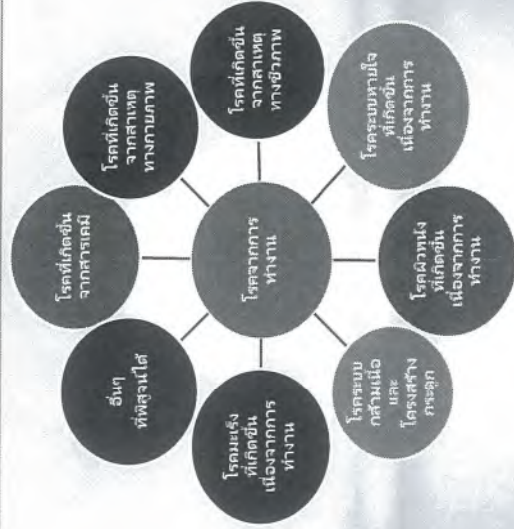 โรคจากการ
ทำงาน
โรคที่เกิดขึ้น
จากสารเคมี
โรคที่เกิดขึ้น
จากสาเหตุ
ทางกายภาพ
โรคที่เกิดขึ้น
จากสาเหตุ
ทางชีวภาพ
โรคระบบหายใจ
ที่เกิดขึ้น
เนื่องจากการ
ทำงาน
โรคผิวหนัง
ที่เกิดขึ้น
เนื่องจากการ
ทำงาน
โรคระบบ
กล้ามเนื้อ
และ
โครงสร้าง
กระดูก
โรคมะเร็ง
ที่เกิดขึ้น
เนื่องจากการ
ทำงาน
อื่นๆ
ที่พิสูจน์ได้